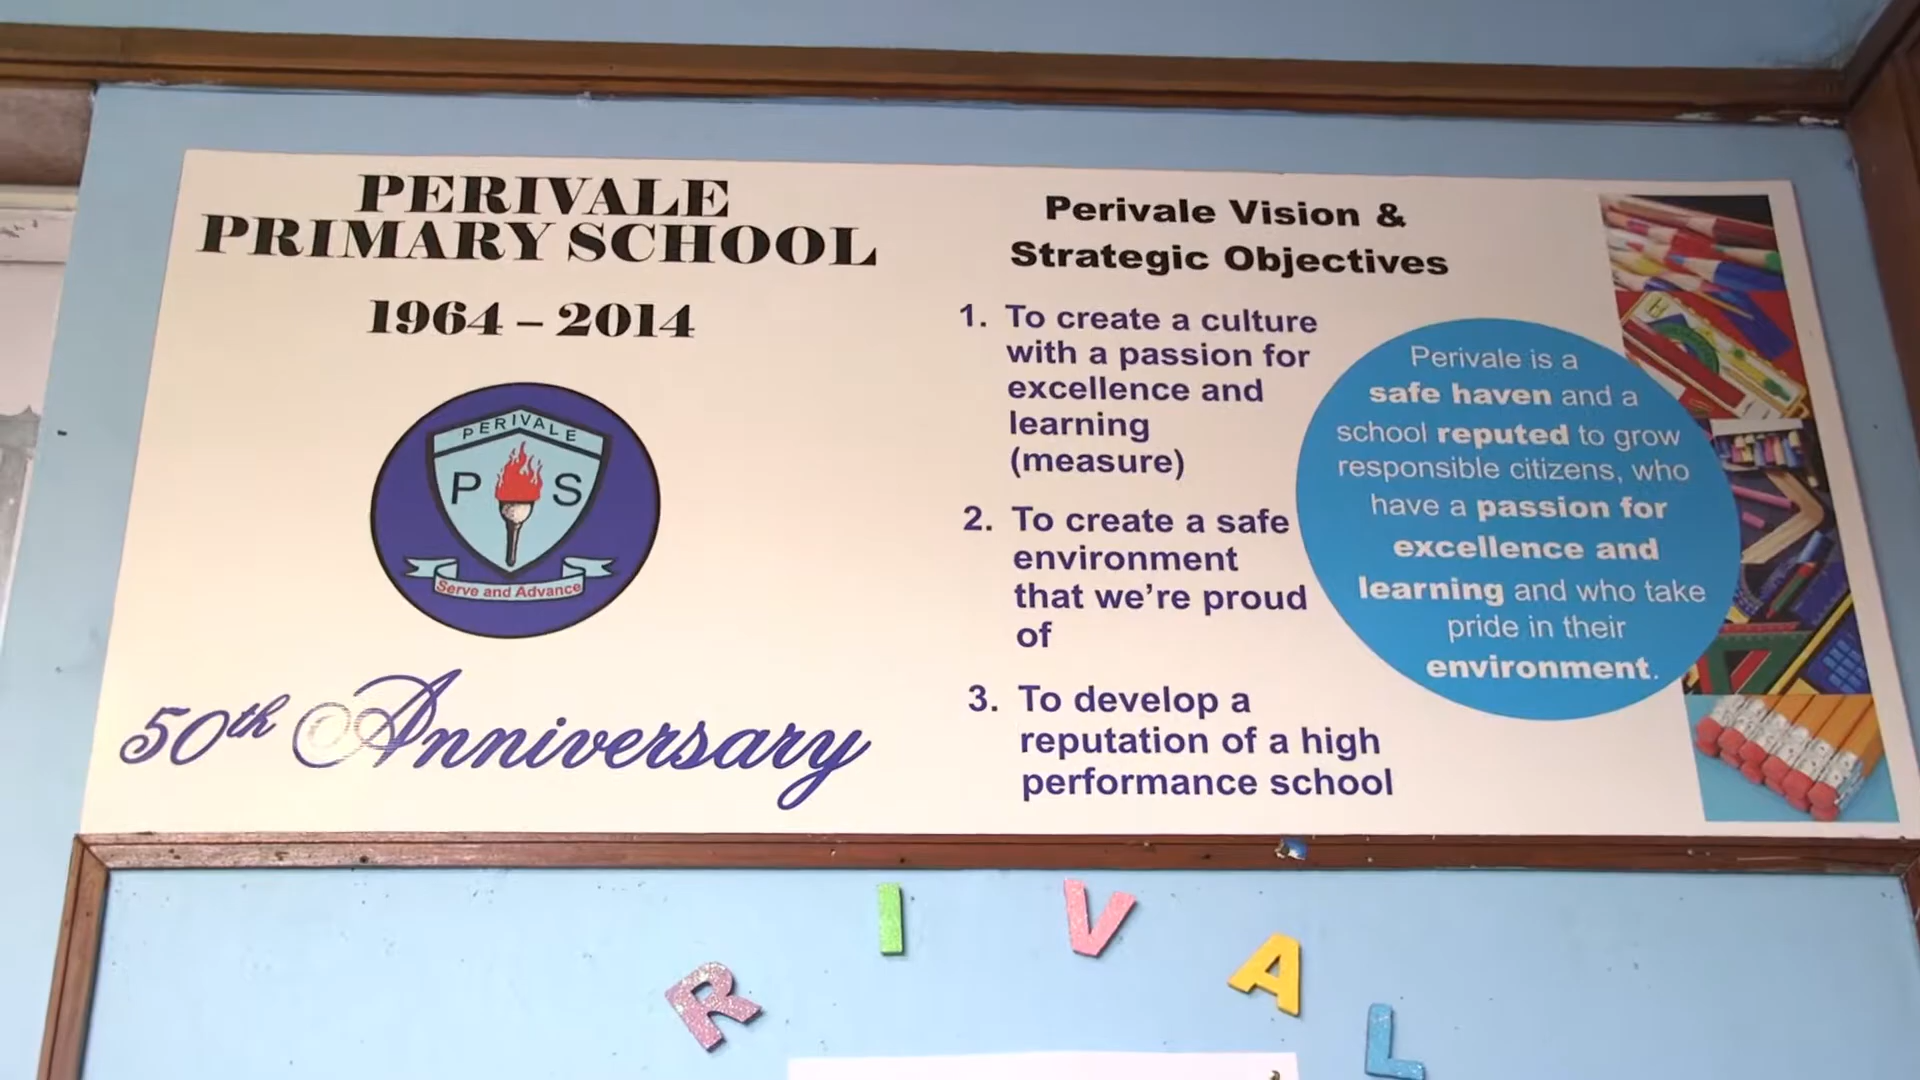 PERIVALE
PRIMARY SCHOOL
1964 – 2014
PERIVALE
P S
Serve and Advance
50th Anniversary
Perivale Vision &
Strategic Objectives
1. To create a culture
with a passion for
excellence and
learning
(measure)
2. To create a safe
environment
that we're proud
of
3. To develop a
reputation of a high
performance school
Perivale is a
safe haven and a
school reputed to grow
responsible citizens, who
have a passion for
excellence and
learning and who take
pride in their
environment.
R I V A L